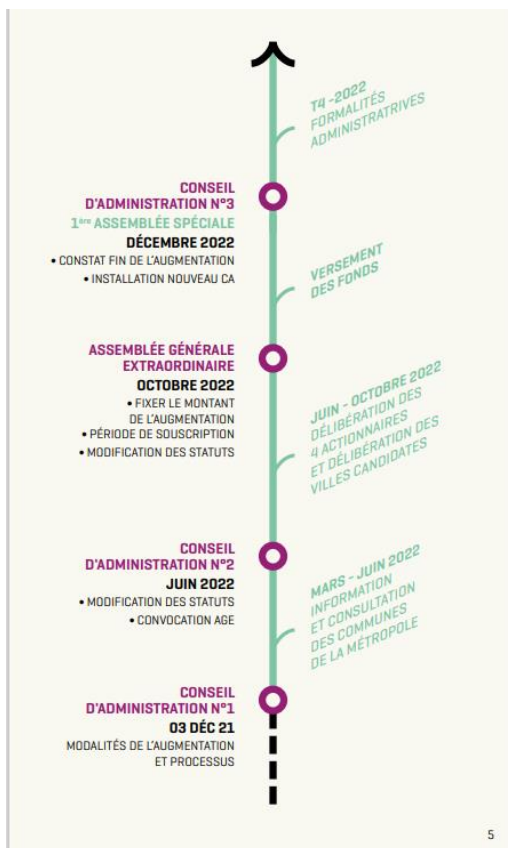 T4 -2022
FORMALITÉS
ADMINISTRATRIVES
CONSEIL
D'ADMINISTRATION N°3
1ère ASSEMBLÉE SPÉCIALE
DÉCEMBRE 2022
• CONSTAT FIN DE L'AUGMENTATION
• INSTALLATION NOUVEAU CA
VERSEMENT
DES FONDS
ASSEMBLÉE GÉNÉRALE
EXTRAORDINAIRE
OCTOBRE 2022
• FIXER LE MONTANT
DE L'AUGMENTATION
• PÉRIODE DE SOUSCRIPTION
• MODIFICATION DES STATUTS
JUIN - OCTOBRE 2022
DÉLIBÉRATION DES
4 ACTIONNAIRES
ET DÉLIBÉRATION DES
VILLES CANDIDATES
CONSEIL
D'ADMINISTRATION N°2
JUIN 2022
• MODIFICATION DES STATUTS
• CONVOCATION AGE
MARS - JUIN 2022
INFORMATION
ET CONSULTATION
DES COMMUNES
DE LA MÉTROPOLE
CONSEIL
D'ADMINISTRATION N°1
03 DÉC 21
MODALITÉS DE L'AUGMENTATION
ET PROCESSUS
5